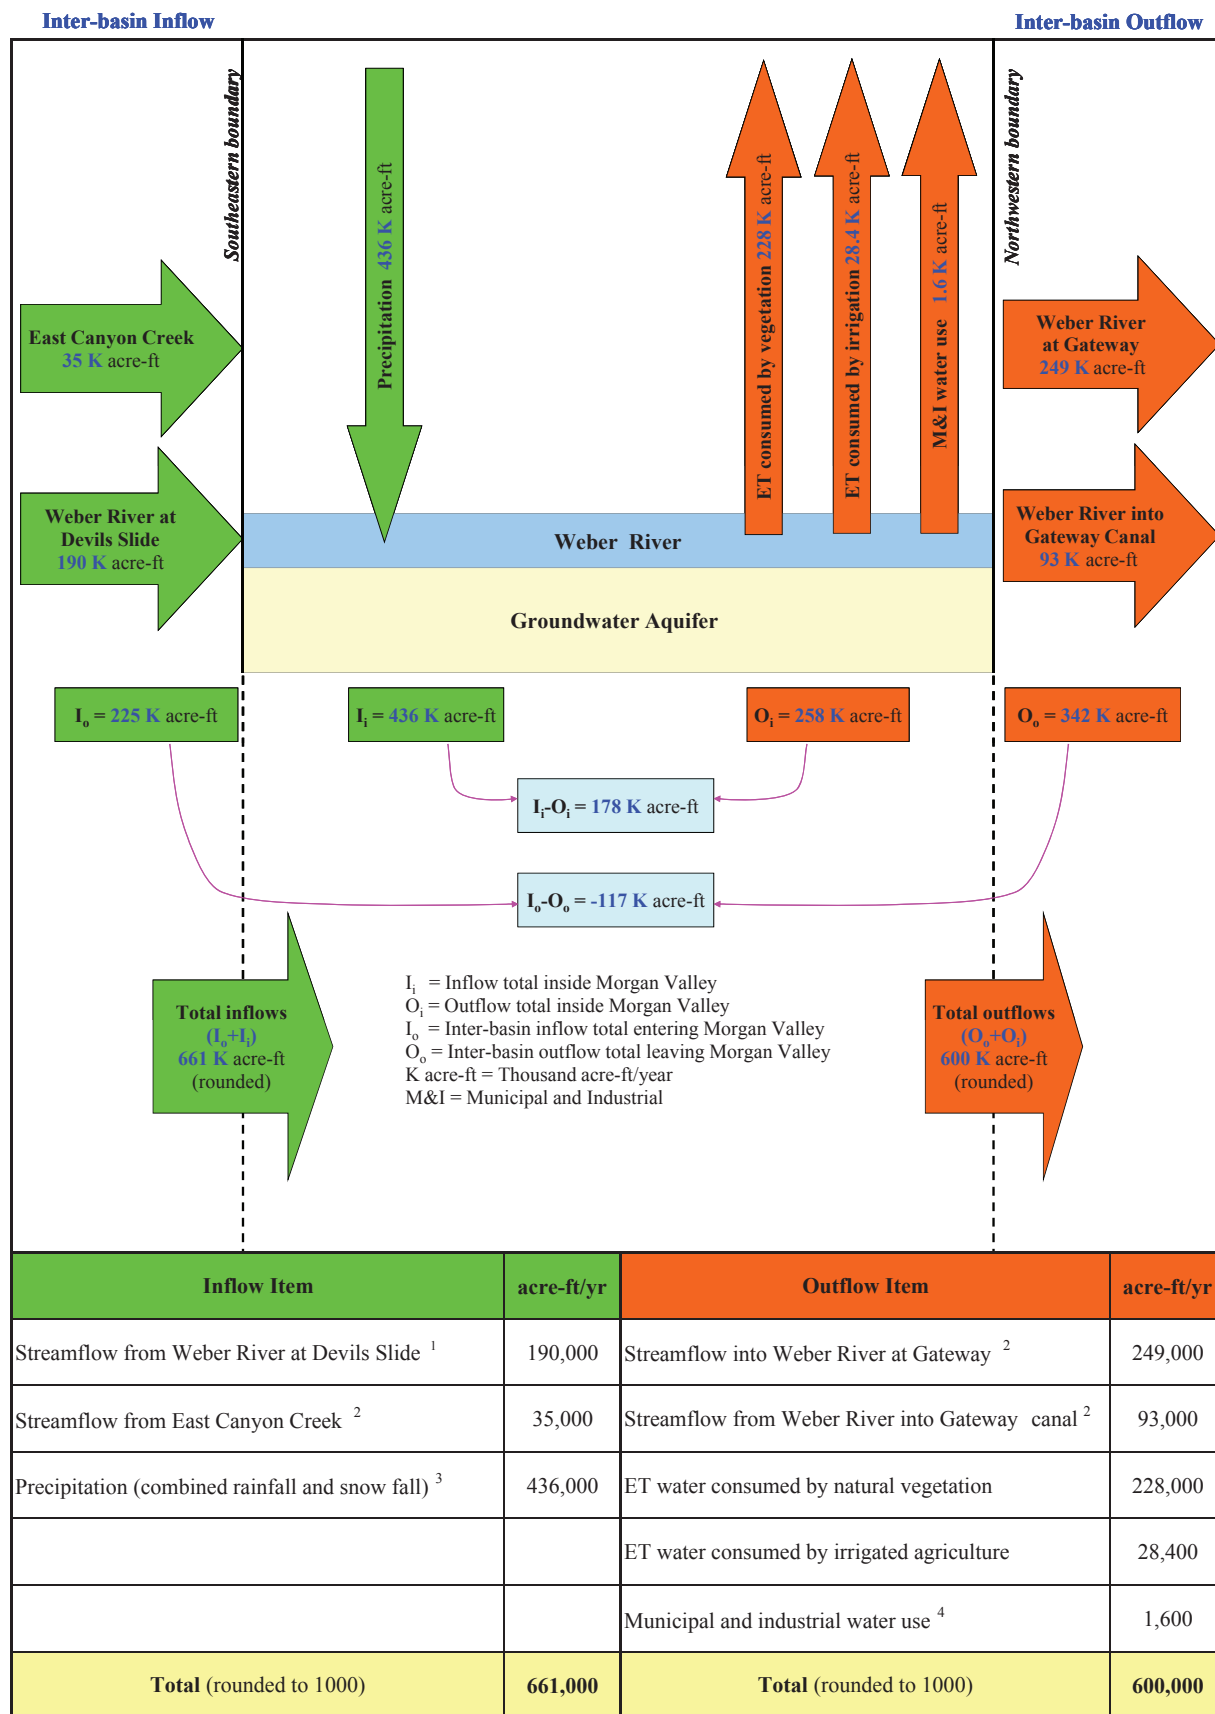 Inter-basin Inflow
Inter-basin Outflow
Southeastern boundary
Northwestern boundary
Precipitation 436 K acre-ft
ET consumed by vegetation 228 K acre-ft
ET consumed by irrigation 28.4 K acre-ft
M&I water use 1.6 K acre-ft
East Canyon Creek
35 K acre-ft
Weber River
at Gateway
249 K acre-ft
Weber River at
Devils Slide
190 K acre-ft
Weber River
Weber River into
Gateway Canal
93 K acre-ft
Groundwater Aquifer
Io = 225 K acre-ft
Ii = 436 K acre-ft
Oi = 258 K acre-ft
Oo = 342 K acre-ft
Ii-Oi = 178 K acre-ft
Io-Oo = -117 K acre-ft
Total inflows
(Io+Ii)
661 K acre-ft
(rounded)
Ii = Inflow total inside Morgan Valley
Oi = Outflow total inside Morgan Valley
Io = Inter-basin inflow total entering Morgan Valley
Oo = Inter-basin outflow total leaving Morgan Valley
K acre-ft = Thousand acre-ft/year
M&I = Municipal and Industrial
Total outflows
(Oo+Oi)
600 K acre-ft
(rounded)
Inflow Item acre-ft/yr Outflow Item acre-ft/yr
Streamflow from Weber River at Devils Slide 1 190,000 Streamflow into Weber River at Gateway 2 249,000
Streamflow from East Canyon Creek 2 35,000 Streamflow from Weber River into Gateway canal 2 93,000
Precipitation (combined rainfall and snow fall) 3 436,000 ET water consumed by natural vegetation 228,000
ET water consumed by irrigated agriculture 28,400
Municipal and industrial water use 4 1,600
Total (rounded to 1000) 661,000 Total (rounded to 1000) 600,000